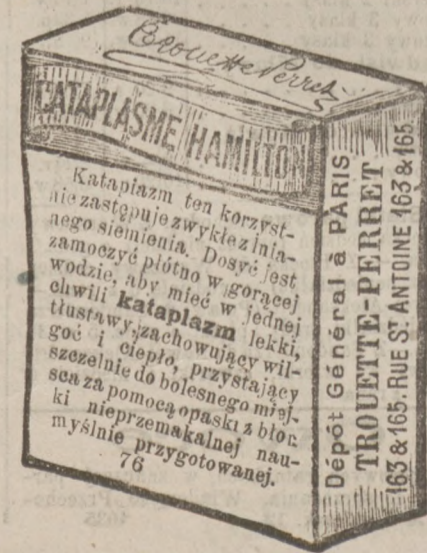 Trouette Perret
CATAPLASME HAMILTON
Katapiazm ten korzyst-
nie zastępuje zwykłe z lnia-
nego siemienia. Dosyć jest
zamoczyć płótno w gorącej
wodzie, aby mieć w jednej
chwili kataplazm lekki,
tłustawy, zachowujący wil-
goć i ciepło, przystający
szczelnie do bolesnego miej-
sca za pomocą opaski z błon
ki nieprzemakalnej nau-
myślnie przygotowanej.
76
Dépôt Général à PARIS
TROUETTE-PERRET
163 & 165. RUE ST ANTOINE 163 & 165